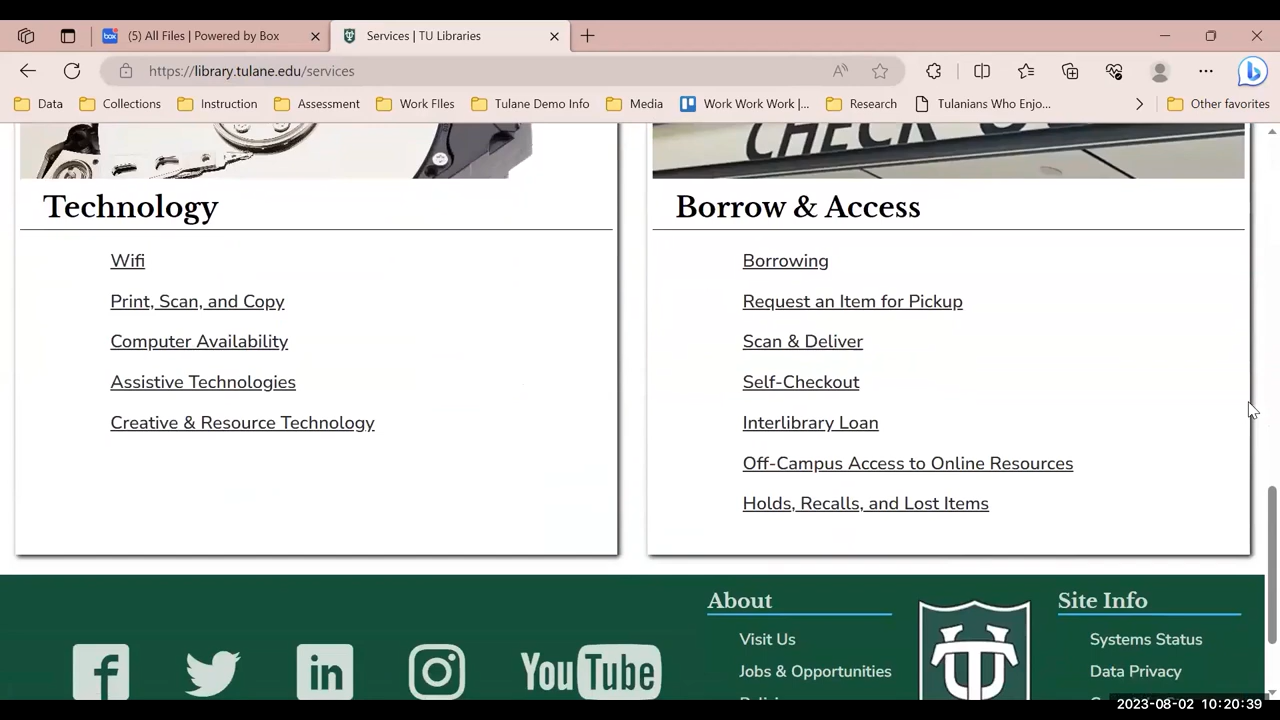 (5) All Files | Powered by Box
Services | TU Libraries
https://library.tulane.edu/services
Data
Collections
Instruction
Assessment
Work FIles
Tulane Demo Info
Media
Work Work Work |...
Research
Tulanians Who Enjo...
Other favorites
CHECK
Technology
Wifi
Print, Scan, and Copy
Computer Availability
Assistive Technologies
Creative & Resource Technology
Borrow & Access
Borrowing
Request an Item for Pickup
Scan & Deliver
Self-Checkout
Interlibrary Loan
Off-Campus Access to Online Resources
Holds, Recalls, and Lost Items
You Tube
About
Visit Us
Jobs & Opportunities
Site Info
Systems Status
Data Privacy
2023-08-02 10:20:39